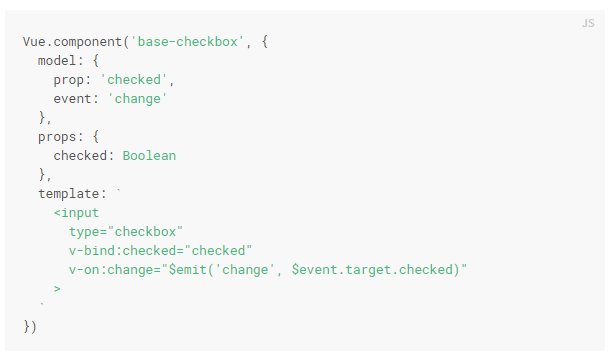 JS
Vue.component('base-checkbox', {
  model: {
    prop: 'checked',
    event: 'change'
  },
  props: {
    checked: Boolean
  },
  template: `
    <input
      type="checkbox"
      v-bind:checked="checked"
      v-on:change="$emit('change', $event.target.checked)"
    >
  `
})